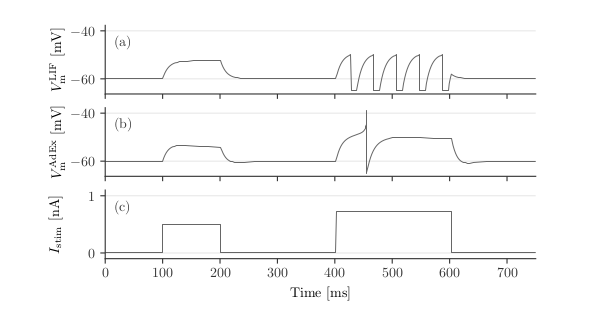 −40
(a)
−60
V_m^LIF [mV]
−40
(b)
−60
V_m^AdEx [mV]
1
(c)
0
I_stim [nA]
0 100 200 300 400 500 600 700
Time [ms]